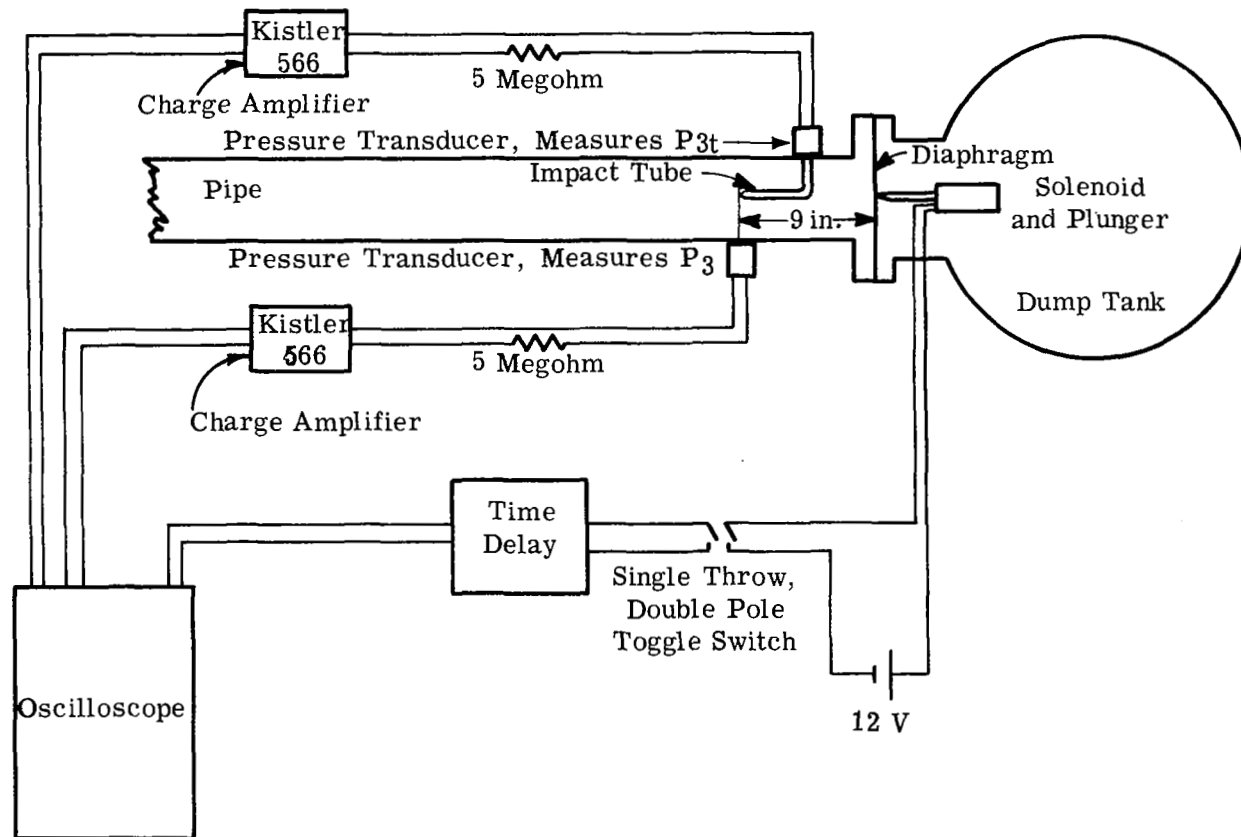 Kistler
566
5 Megohm
Charge Amplifier
Pressure Transducer, Measures P3t
Impact Tube
Diaphragm
Pipe
9 in.
Solenoid
and Plunger
Pressure Transducer, Measures P3
Dump Tank
Kistler
566
5 Megohm
Charge Amplifier
Time
Delay
Single Throw,
Double Pole
Toggle Switch
Oscilloscope
12 V